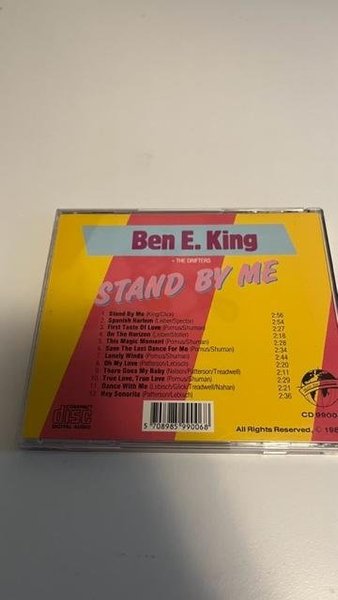 Ben E. King
+ THE DRIFTERS
STAND BY ME
1. Stand By Me (King/Glick) 2:56
2. Spanish Harlem (Leiber/Spector) 2:54
3. First Taste Of Love (Pomus/Shuman) 2:27
4. On The Horizon (Leiber/Stoller) 2:18
5. This Magic Moment (Pomus/Shuman) 2:28
6. Save The Last Dance For Me (Pomus/Shuman) 2:34
7. Lonely Winds (Pomus/Shuman) 2:44
8. Oh My Love (Patterson/Lebisch) 2:20
9. There Goes My Baby (Nelson/Patterson/Treadwell) 2:11
10. True Love, True Love (Pomus/Shuman) 2:29
11. Dance With Me (Lebisch/Glick/Treadwell/Nahan) 2:21
12. Hey Senorita (Patterson/Lebisch) 2:36
COMPACT
disc
DIGITAL AUDIO
5 708985 990068
CD 9900
All Rights Reserved. © 198